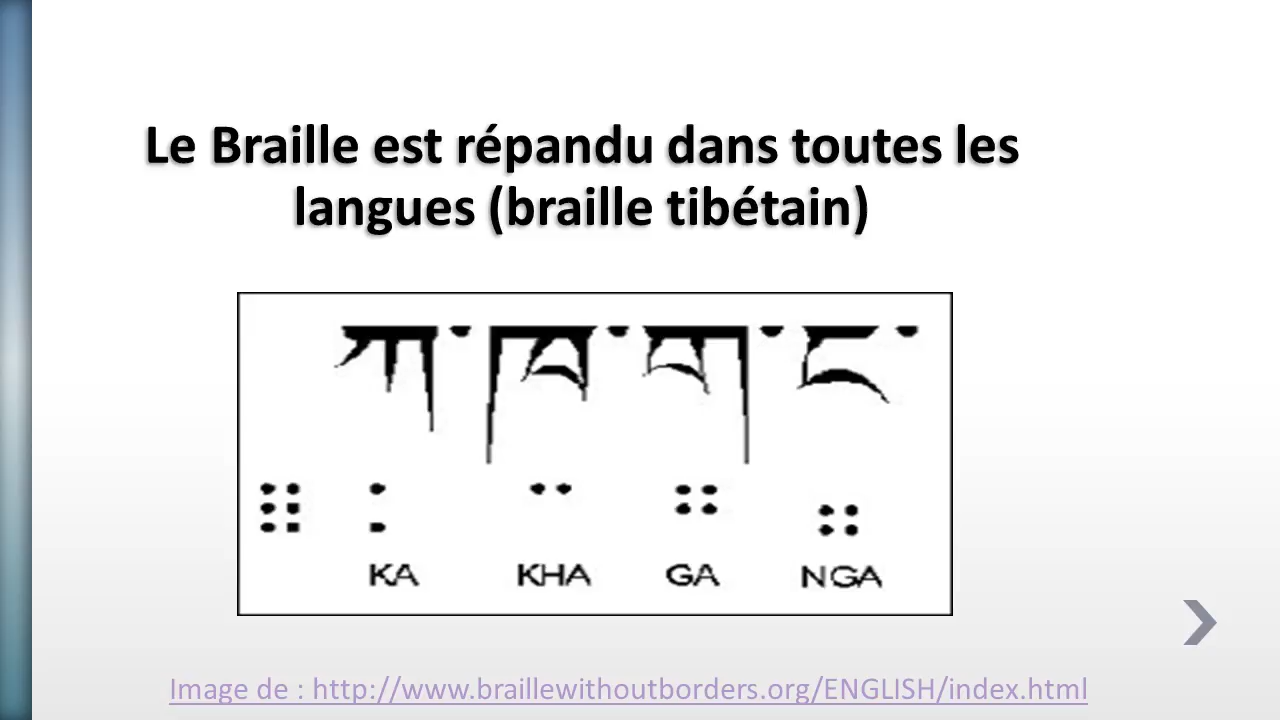 Le Braille est répandu dans toutes les
langues (braille tibétain)
ཀ་ཁ་ག་ང་
⠿ ⠅ ⠉ ⠛ ⠶
KA KHA GA NGA
Image de : http://www.braillewithoutborders.org/ENGLISH/index.html